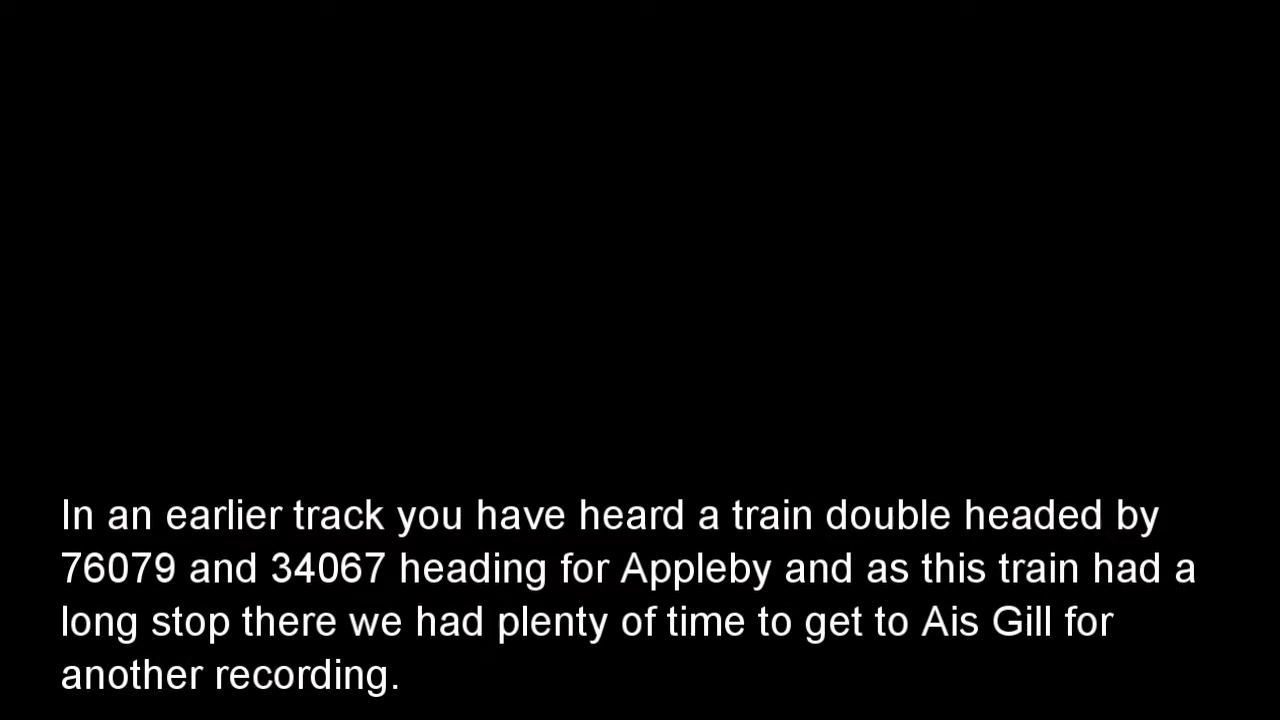 In an earlier track you have heard a train double headed by
76079 and 34067 heading for Appleby and as this train had a
long stop there we had plenty of time to get to Ais Gill for
another recording.